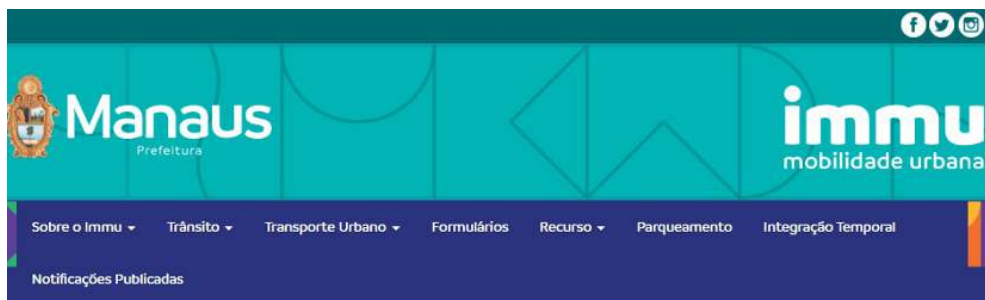 Manaus
Prefeitura
immu
mobilidade urbana
Sobre o Immu Trânsito Transporte Urbano Formulários Recurso Parqueamento Integração Temporal
Notificações Publicadas